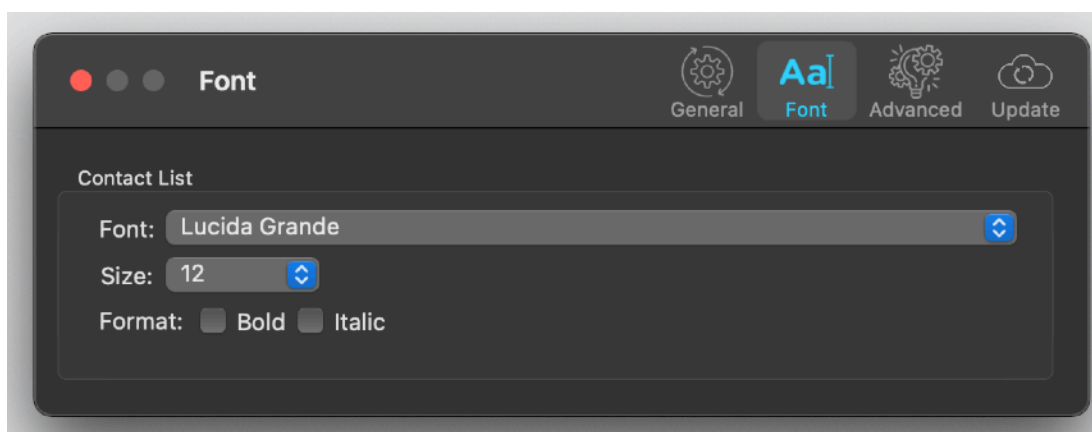 Font
Aa
General Font Advanced Update
Contact List
Font: Lucida Grande
Size: 12
Format: Bold Italic